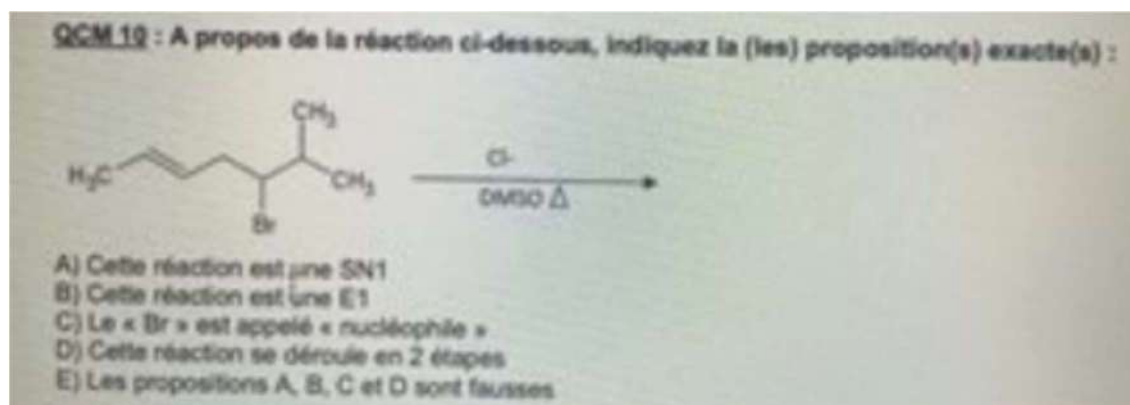 QCM 10 : A propos de la réaction ci-dessous, indiquez la (les) proposition(s) exacte(s) :
CH₃
H₃C
CH₃
Br
Cl-
DMSO Δ
A) Cette réaction est une SN1
B) Cette réaction est une E1
C) Le « Br » est appelé « nucléophile »
D) Cette réaction se déroule en 2 étapes
E) Les propositions A, B, C et D sont fausses